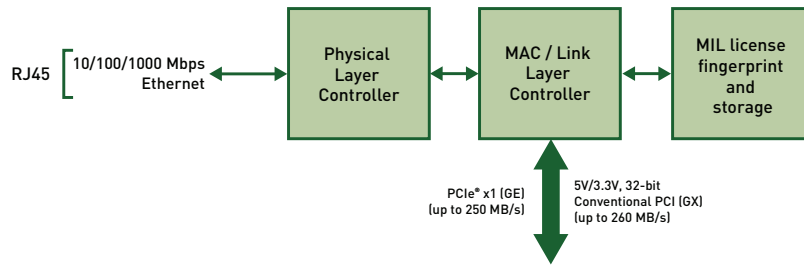 RJ45
10/100/1000 Mbps
Ethernet
Physical
Layer
Controller
MAC / Link
Layer
Controller
MIL license
fingerprint
and
storage
PCIe® x1 (GE)
(up to 250 MB/s)
5V/3.3V, 32-bit
Conventional PCI (GX)
(up to 260 MB/s)